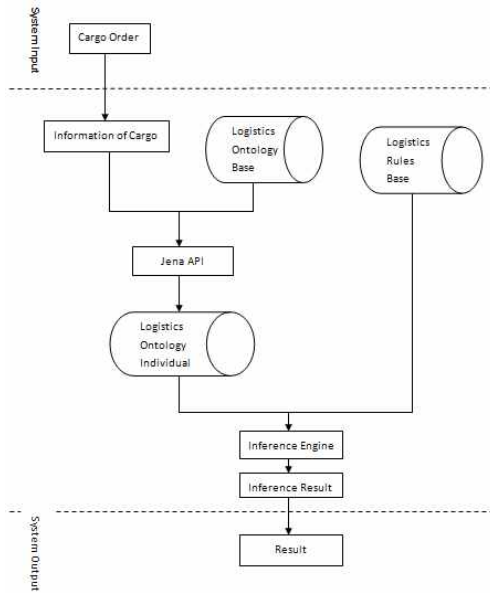 System Input
Cargo Order
Information of Cargo
Logistics
Ontology
Base
Logistics
Rules
Base
Jena API
Logistics
Ontology
Individual
Inference Engine
Inference Result
System Output
Result